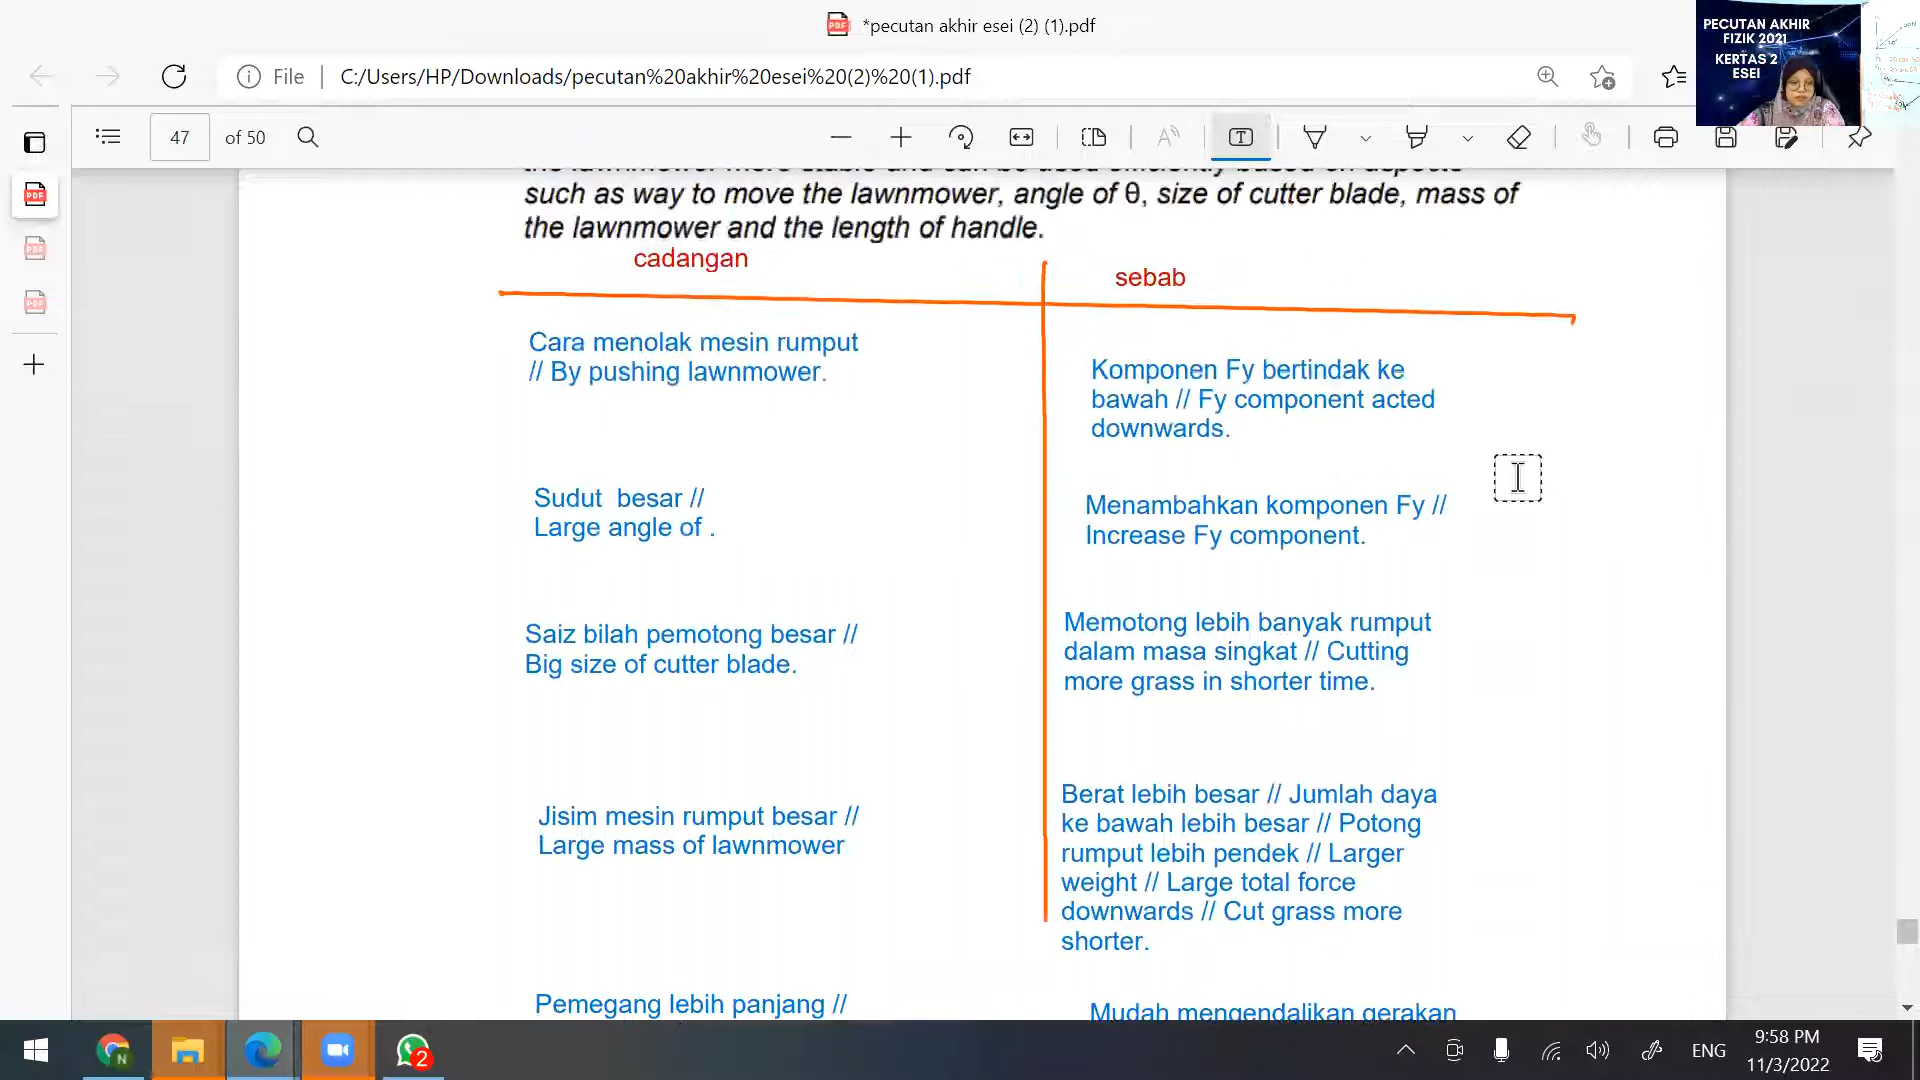 *pecutan akhir esei (2) (1).pdf
File
C:/Users/HP/Downloads/pecutan%20akhir%20esei%20(2)%20(1).pdf
PECUTAN AKHIR
FIZIK 2021
KERTAS 2
ESEI
47 of 50
such as way to move the lawnmower, angle of θ, size of cutter blade, mass of
the lawnmower and the length of handle.
cadangan
sebab
Cara menolak mesin rumput
// By pushing lawnmower.
Komponen Fy bertindak ke
bawah // Fy component acted
downwards.
Sudut  besar //
Large angle of .
Menambahkan komponen Fy //
Increase Fy component.
Saiz bilah pemotong besar //
Big size of cutter blade.
Memotong lebih banyak rumput
dalam masa singkat // Cutting
more grass in shorter time.
Jisim mesin rumput besar //
Large mass of lawnmower
Berat lebih besar // Jumlah daya
ke bawah lebih besar // Potong
rumput lebih pendek // Larger
weight // Large total force
downwards // Cut grass more
shorter.
Pemegang lebih panjang //
Mudah mengendalikan gerakan
2
ENG
9:58 PM
11/3/2022